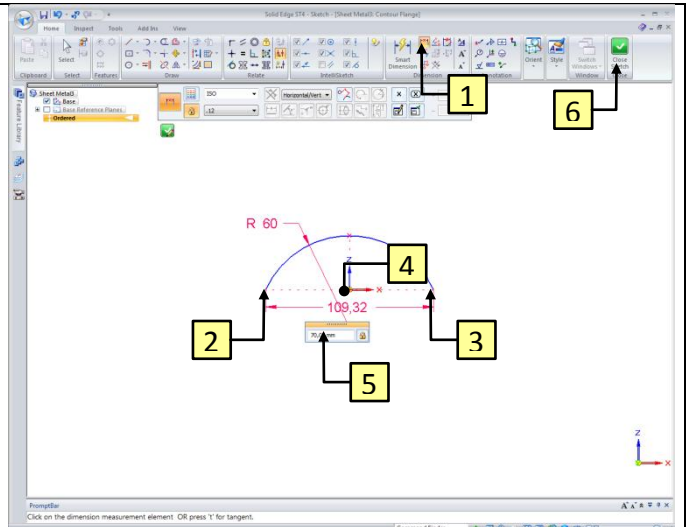 Solid Edge ST4 - Sketch - [Sheet Metal3: Contour Flange]
Home Inspect Tools Add Ins View
Paste Select Smart Dimension Orient Style Switch Windows Close Sketch
Clipboard Select Features Draw Relate IntelliSketch Dimension Annotation Window
1
6
Feature Library
Sheet Metal3
Base
Base Reference Planes
Ordered
ISO Horizontal/Vert
.12
R 60
z
4
x
109,32
2
3
5
z
x
PromptBar
Click on the dimension measurement element OR press 't' for tangent.